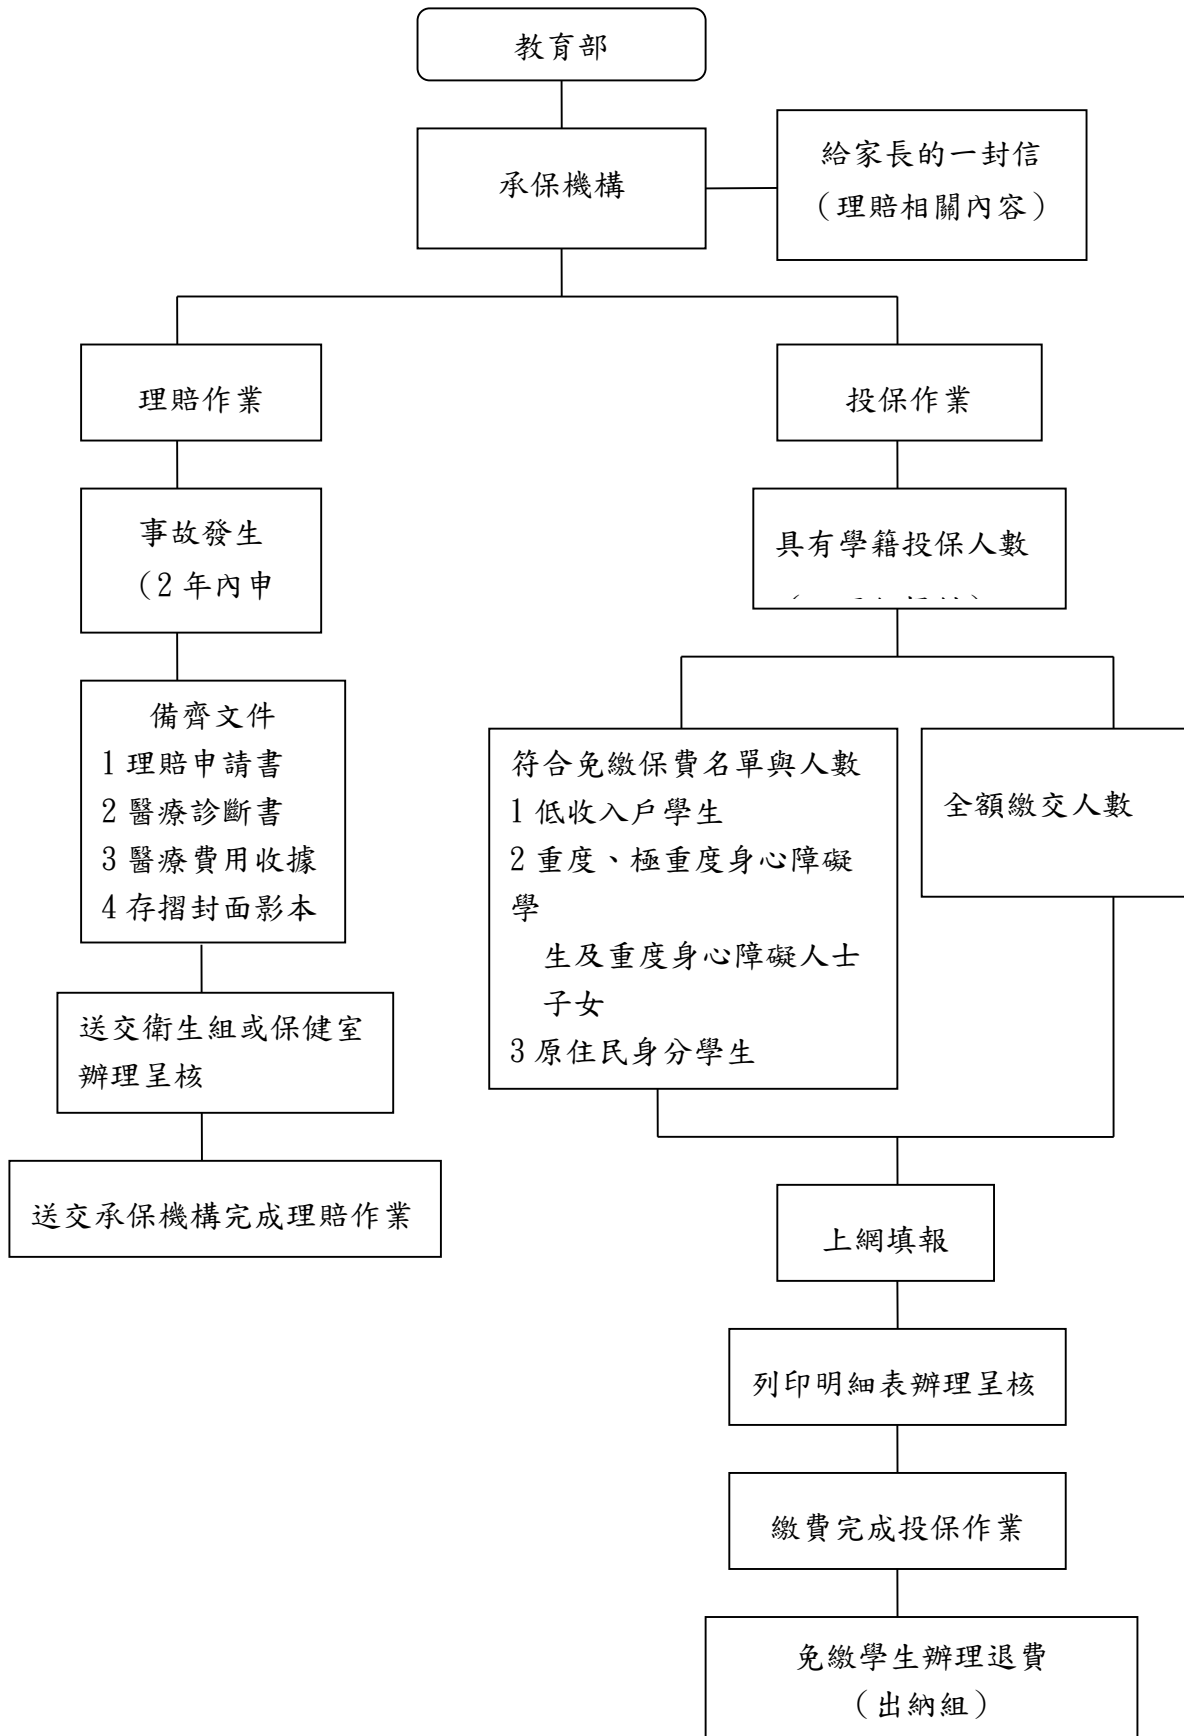 教育部
承保機構
給家長的一封信
（理賠相關內容）
理賠作業
投保作業
事故發生
(2 年內申
具有學籍投保人數
備齊文件
1 理賠申請書
2 醫療診斷書
3 醫療費用收據
4 存摺封面影本
符合免繳保費名單與人數
1 低收入戶學生
2 重度、極重度身心障礙
學
生及重度身心障礙人士
子女
3 原住民身分學生
全額繳交人數
送交衛生組或保健室
辦理呈核
送交承保機構完成理賠作業
上網填報
列印明細表辦理呈核
繳費完成投保作業
免繳學生辦理退費
（出納組）